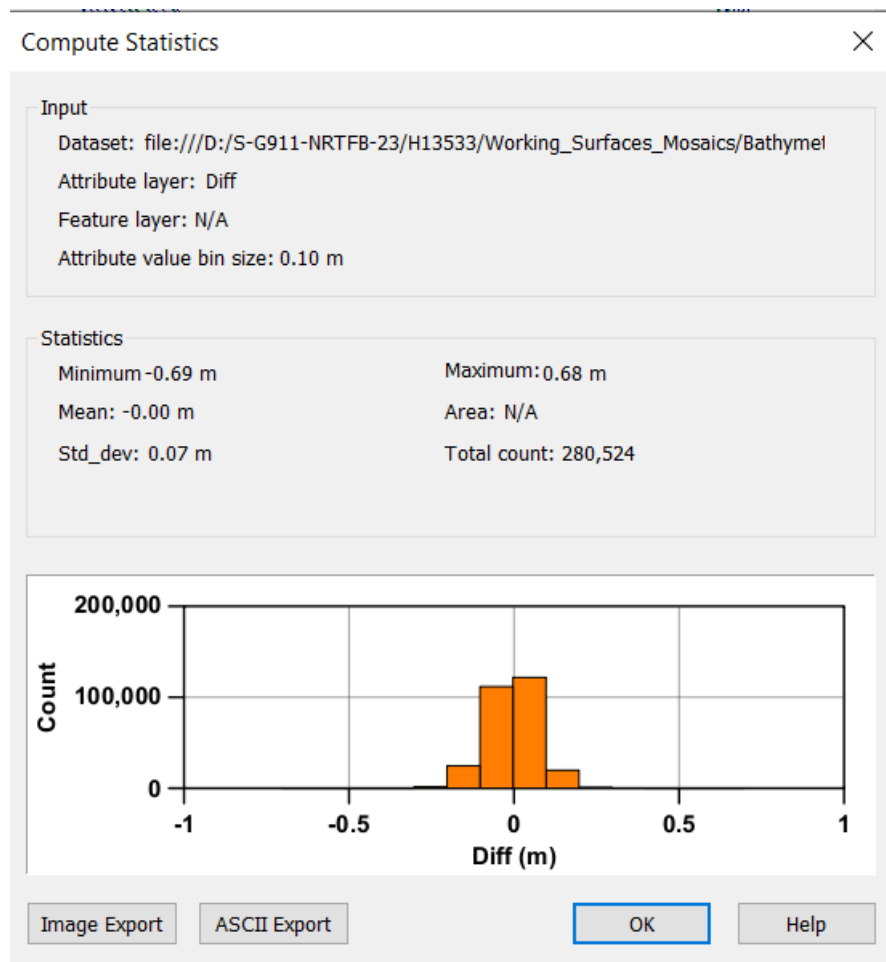 Compute Statistics
Input
Dataset: file:///D:/S-G911-NRTFB-23/H13533/Working_Surfaces_Mosaics/Bathymet
Attribute layer: Diff
Feature layer: N/A
Attribute value bin size: 0.10 m
Statistics
Minimum -0.69 m Maximum: 0.68 m
Mean: -0.00 m Area: N/A
Std_dev: 0.07 m Total count: 280,524
200,000
100,000
0
Count
-1 -0.5 0 0.5 1
Diff (m)
Image Export ASCII Export OK Help